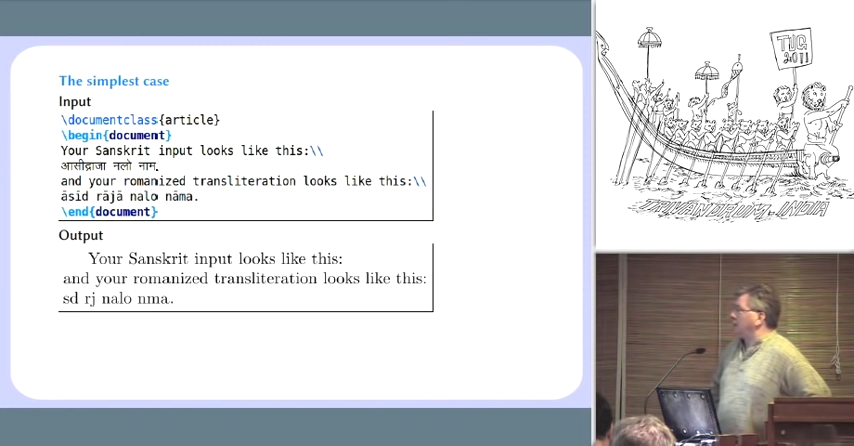 The simplest case
Input
\documentclass{article}
\begin{document}
Your Sanskrit input looks like this:\\
आसीद्राजा नलो नाम.
and your romanized transliteration looks like this:\\
āsid rājā nalo nāma.
\end{document}
Output
Your Sanskrit input looks like this:
and your romanized transliteration looks like this:
sd rj nalo nma.
TUG
2011
TRIVANDRUM-INDIA